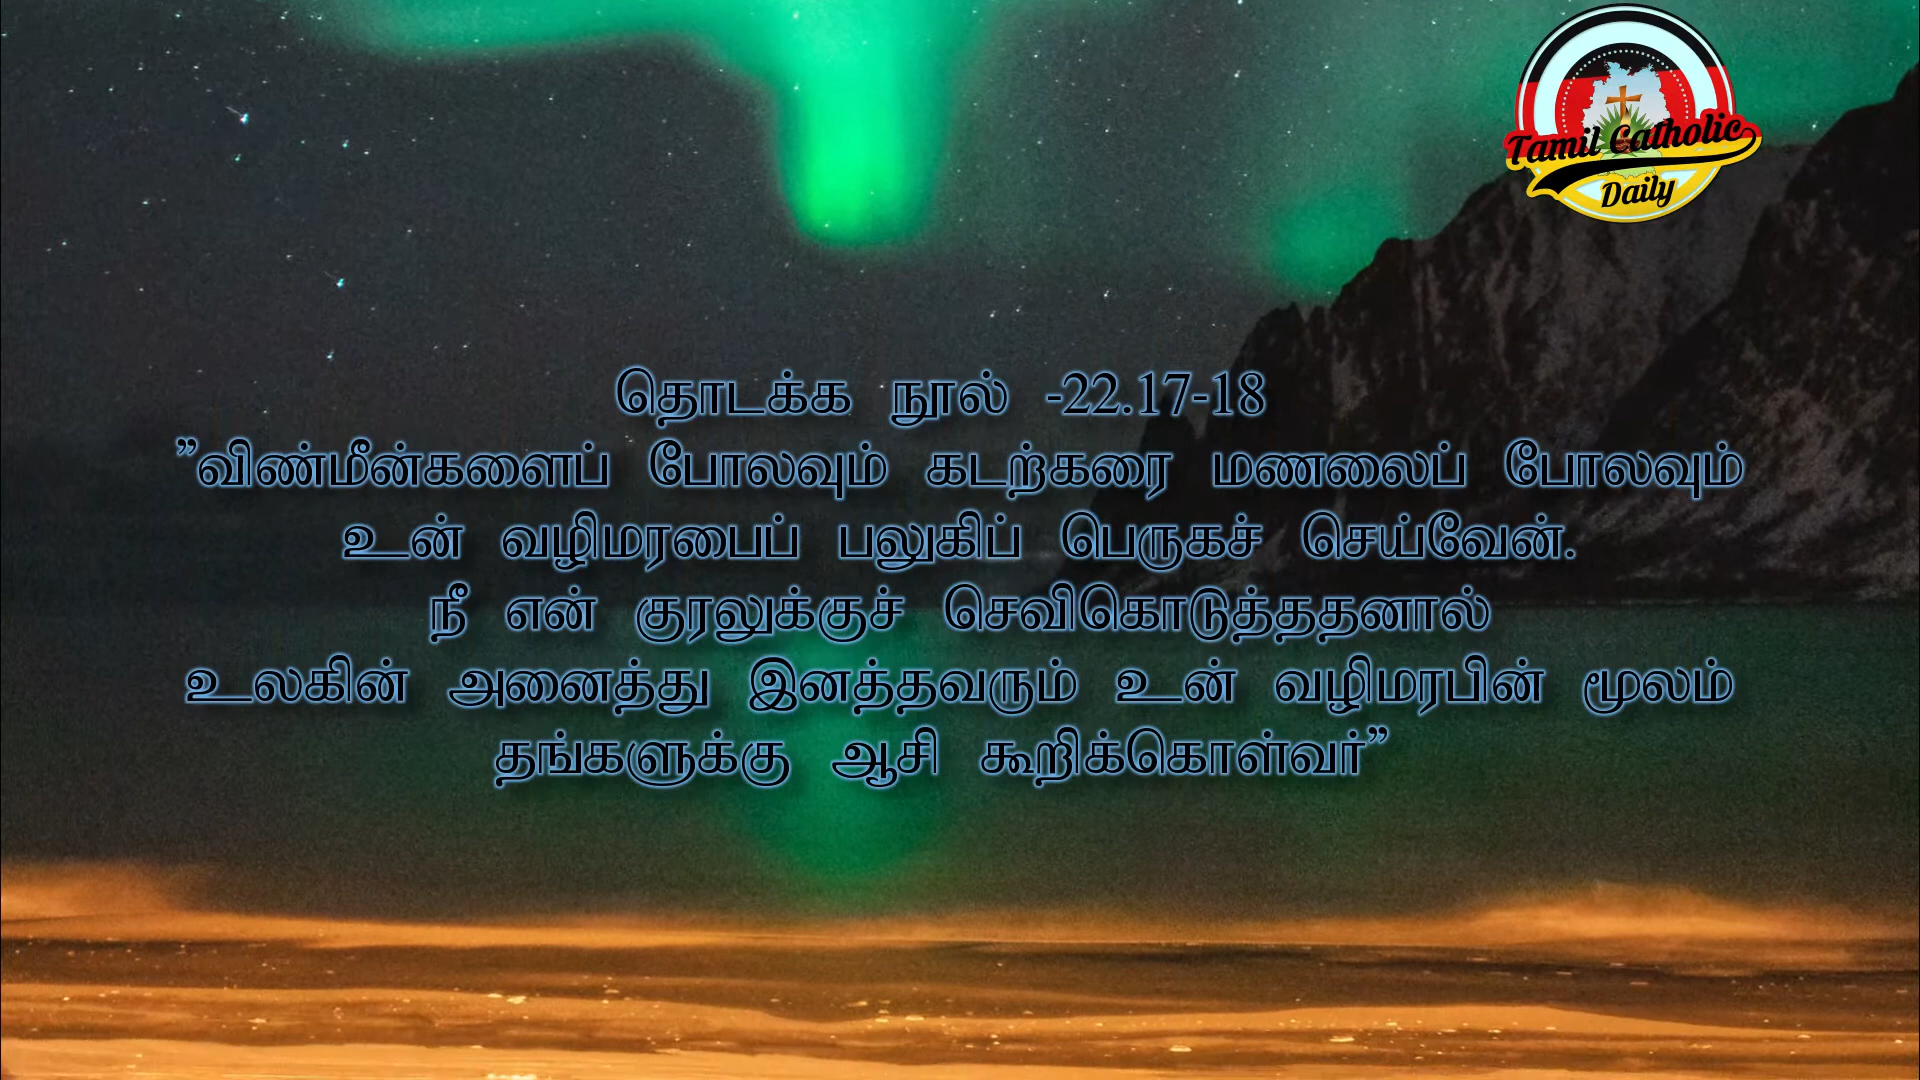 Tamil Catholic
Daily
தொடக்க நூல் -22.17-18
”விண்மீன்களைப் போலவும் கடற்கரை மணலைப் போலவும்
உன் வழிமரபைப் பலுகிப் பெருகச் செய்வேன்.
நீ என் குரலுக்குச் செவிகொடுத்ததனால்
உலகின் அனைத்து இனத்தவரும் உன் வழிமரபின் மூலம்
தங்களுக்கு ஆசி கூறிக்கொள்வர்”